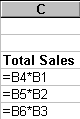 C
Total Sales
=B4*B1
=B5*B2
=B6*B3